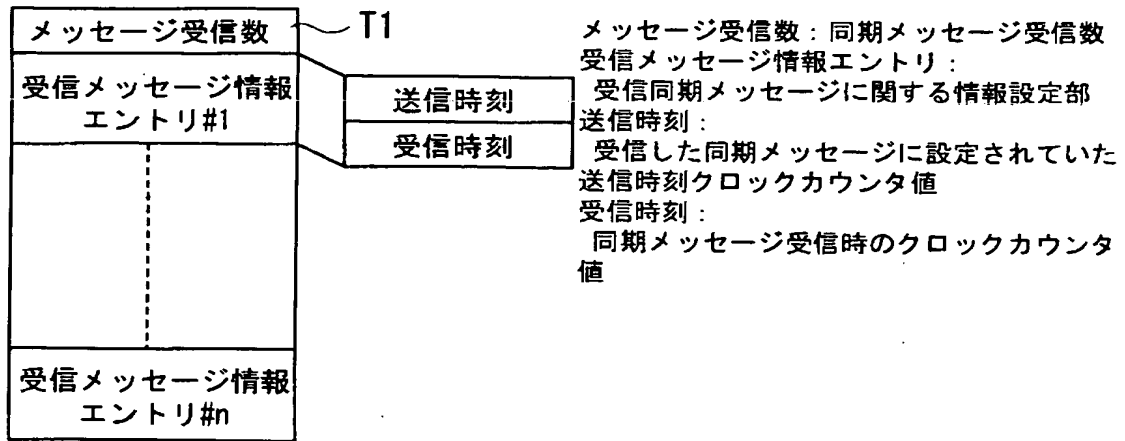 メッセージ受信数
T1
受信メッセージ情報
エントリ#1
送信時刻
受信時刻
受信メッセージ情報
エントリ#n
メッセージ受信数：同期メッセージ受信数
受信メッセージ情報エントリ：
受信同期メッセージに関する情報設定部
送信時刻：
受信した同期メッセージに設定されていた
送信時刻クロックカウンタ値
受信時刻：
同期メッセージ受信時のクロックカウンタ
値